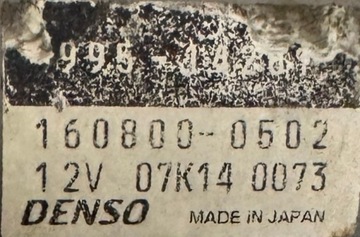 160800-0502
12V 07K14 0073
DENSO MADE IN JAPAN